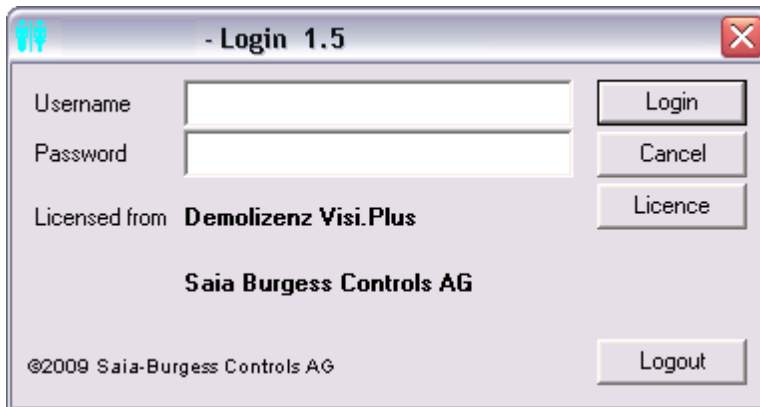 - Login 1.5
Username
Login
Password
Cancel
Licensed from Demolizenz Visi.Plus
Licence
Saia Burgess Controls AG
©2009 Saia-Burgess Controls AG
Logout